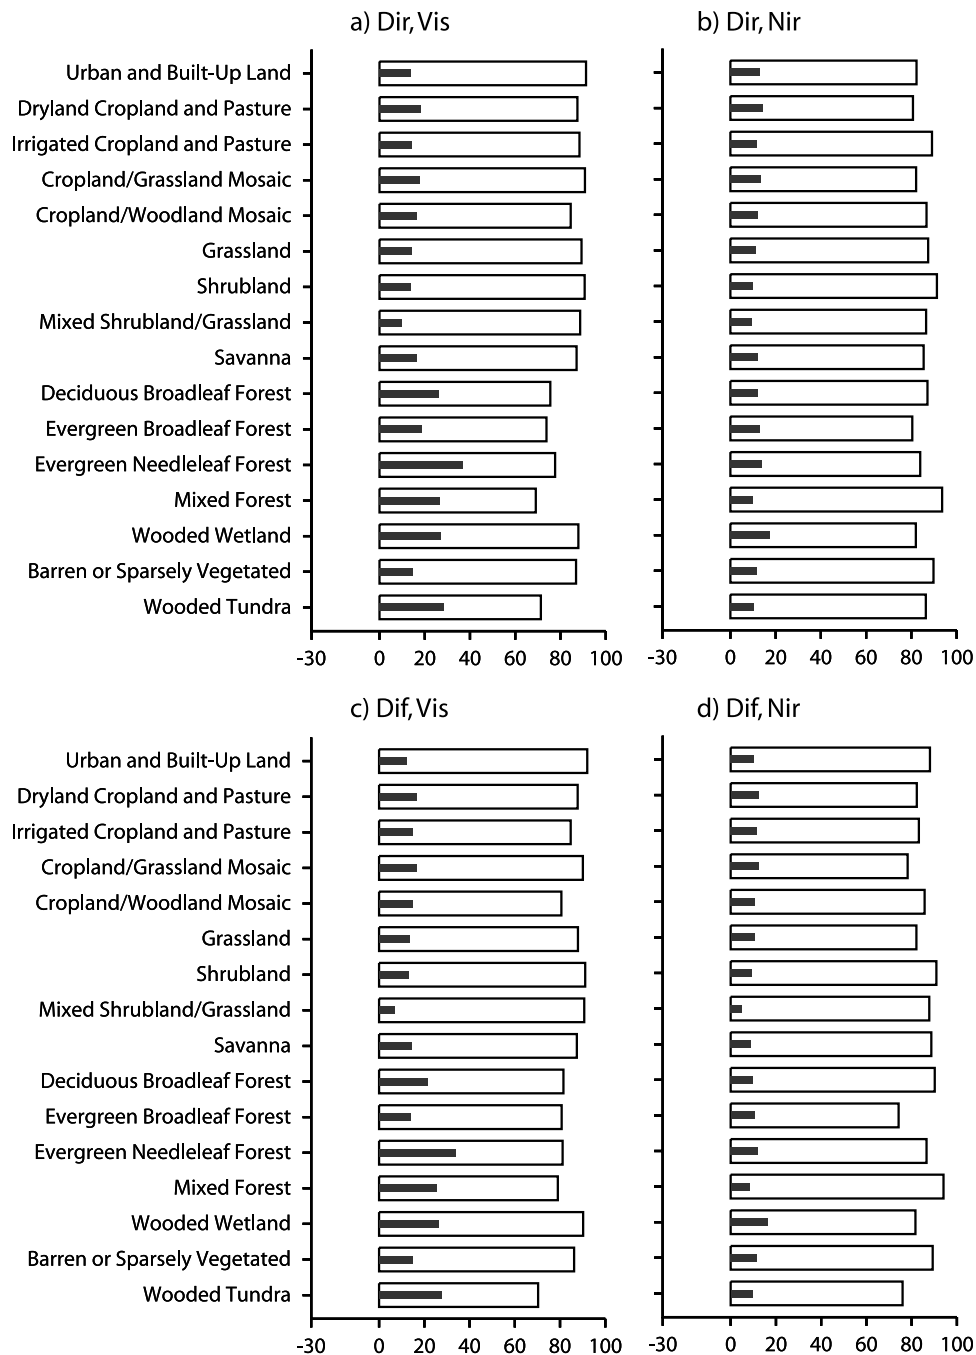 a) Dir, Vis
b) Dir, Nir
Urban and Built-Up Land
Dryland Cropland and Pasture
Irrigated Cropland and Pasture
Cropland/Grassland Mosaic
Cropland/Woodland Mosaic
Grassland
Shrubland
Mixed Shrubland/Grassland
Savanna
Deciduous Broadleaf Forest
Evergreen Broadleaf Forest
Evergreen Needleleaf Forest
Mixed Forest
Wooded Wetland
Barren or Sparsely Vegetated
Wooded Tundra
-30 0 20 40 60 80 100
-30 0 20 40 60 80 100
c) Dif, Vis
d) Dif, Nir
Urban and Built-Up Land
Dryland Cropland and Pasture
Irrigated Cropland and Pasture
Cropland/Grassland Mosaic
Cropland/Woodland Mosaic
Grassland
Shrubland
Mixed Shrubland/Grassland
Savanna
Deciduous Broadleaf Forest
Evergreen Broadleaf Forest
Evergreen Needleleaf Forest
Mixed Forest
Wooded Wetland
Barren or Sparsely Vegetated
Wooded Tundra
-30 0 20 40 60 80 100
-30 0 20 40 60 80 100